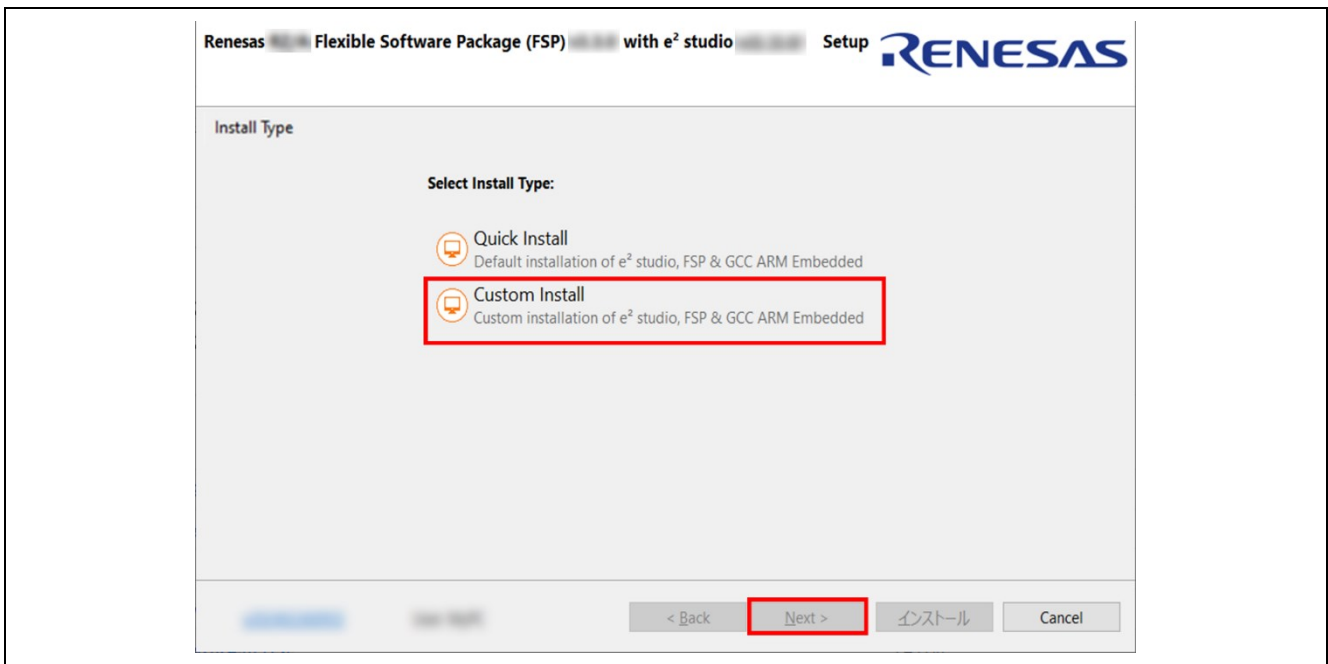 Renesas Flexible Software Package (FSP) with e² studio Setup
RENESAS
Install Type
Select Install Type:
Quick Install
Default installation of e² studio, FSP & GCC ARM Embedded
Custom Install
Custom installation of e² studio, FSP & GCC ARM Embedded
< Back Next > インストール Cancel